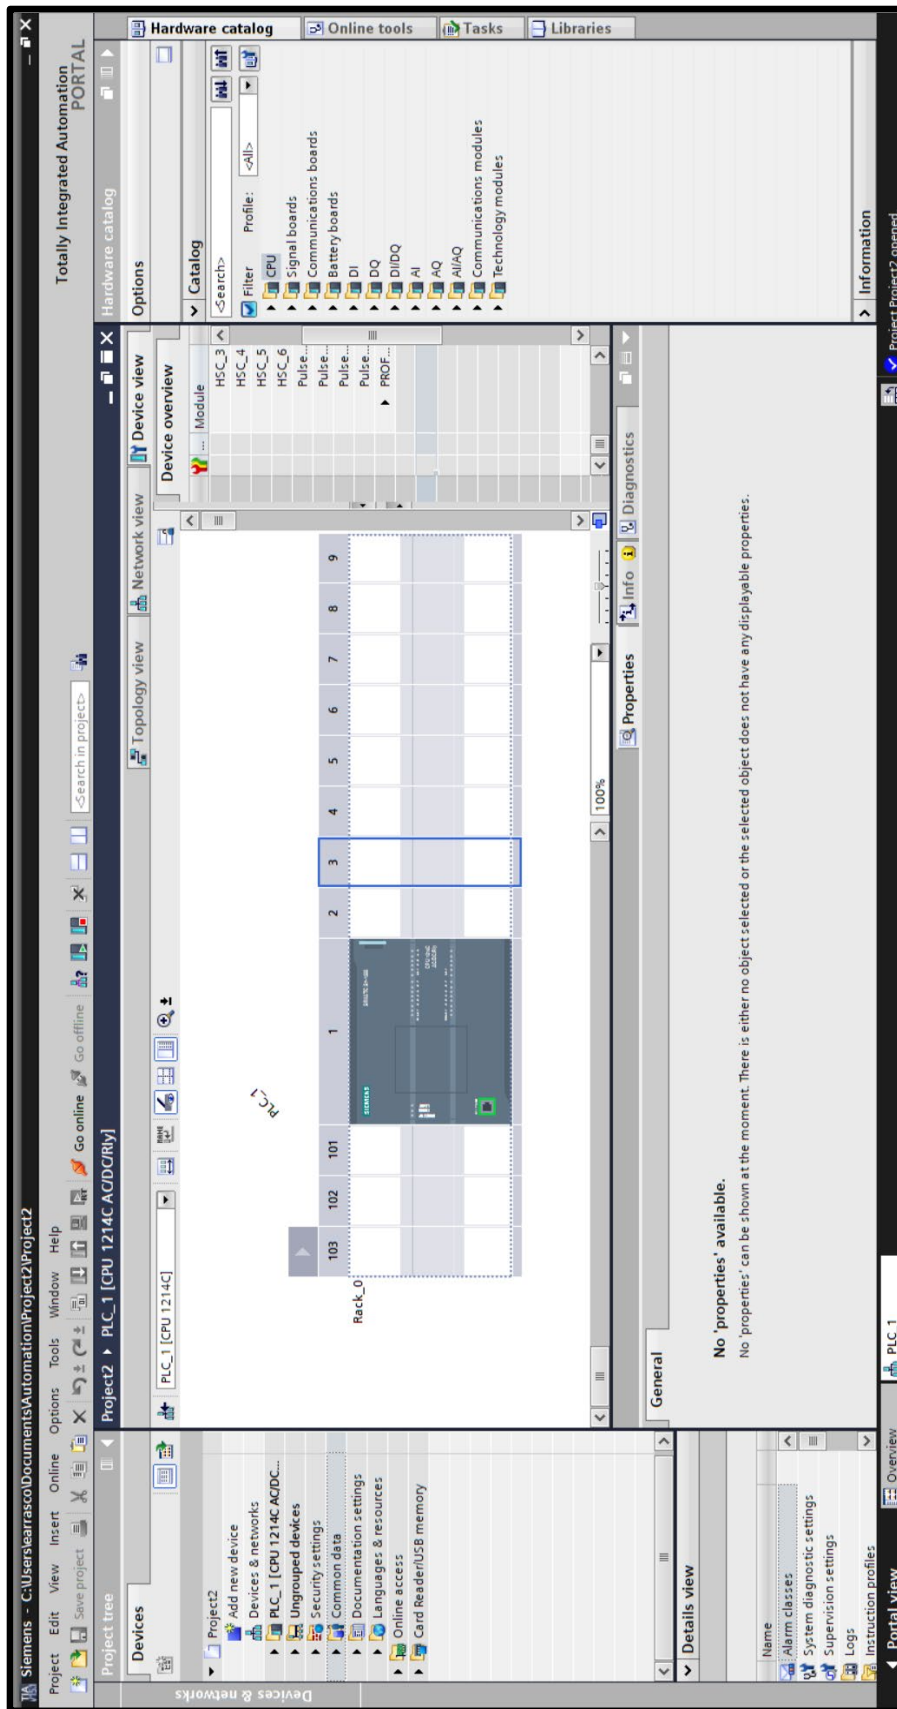 Siemens - C:\Users\earrasco\Documents\Automation\Project2\Project2
Project Edit View Insert Online Options Tools Window Help
Totally Integrated Automation
PORTAL
Save project
Go online
Go offline
<Search in project>
Project tree
Project2 ▸ PLC_1 [CPU 1214C AC/DC/Rly]
Hardware catalog
Devices
Topology view
Network view
Device view
Options
PLC_1 [CPU 1214C]
Device overview
Project2
Add new device
Devices & networks
PLC_1 [CPU 1214C AC/DC...
Ungrouped devices
Security settings
Common data
Documentation settings
Languages & resources
Online access
Card Reader/USB memory
Devices & networks
PLC_1
103 102 101 1 2 3 4 5 6 7 8 9
Rack_0
SIEMENS
100%
... Module
HSC_3
HSC_4
HSC_5
HSC_6
Pulse...
Pulse...
Pulse...
Pulse...
PROF...
Catalog
<Search>
Filter Profile: <All>
CPU
Signal boards
Communications boards
Battery boards
DI
DQ
DI/DQ
AI
AQ
AI/AQ
Communications modules
Technology modules
Information
Hardware catalog
Online tools
Tasks
Libraries
Details view
Name
Alarm classes
System diagnostic settings
Supervision settings
Logs
Instruction profiles
Properties
Info
Diagnostics
General
No 'properties' available.
No 'properties' can be shown at the moment. There is either no object selected or the selected object does not have any displayable properties.
Portal view
Overview
PLC_1
Project Project2 opened